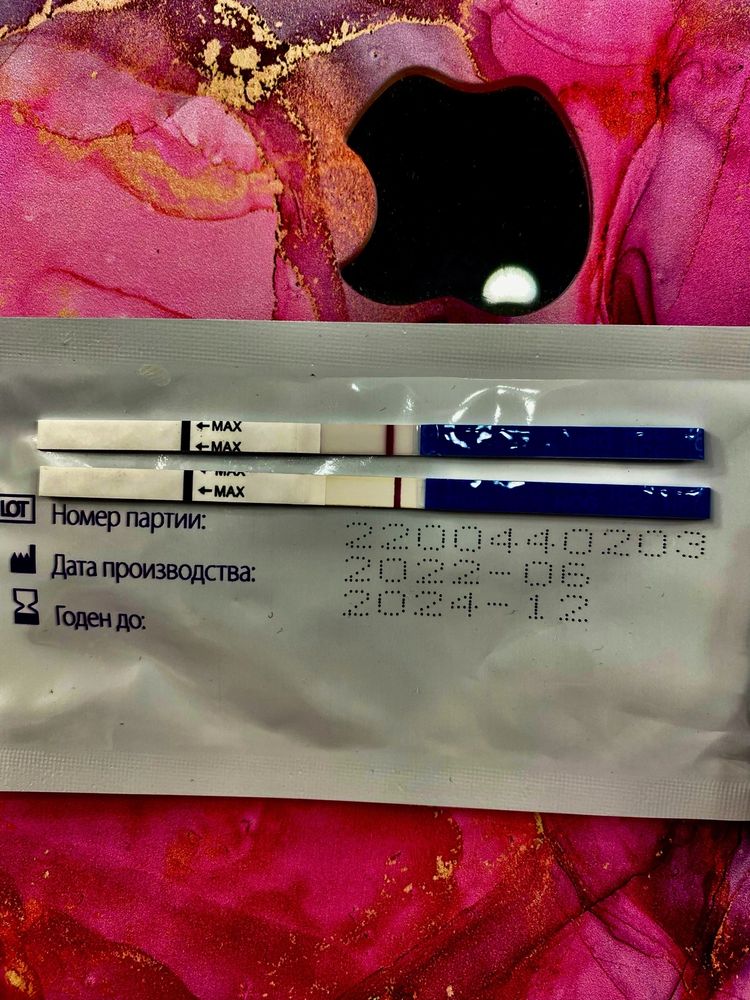 ←MAX
←MAX
MAX
←MAX
LOT Номер партии: 2200440203
Дата производства: 2022-06
Годен до: 2024-12